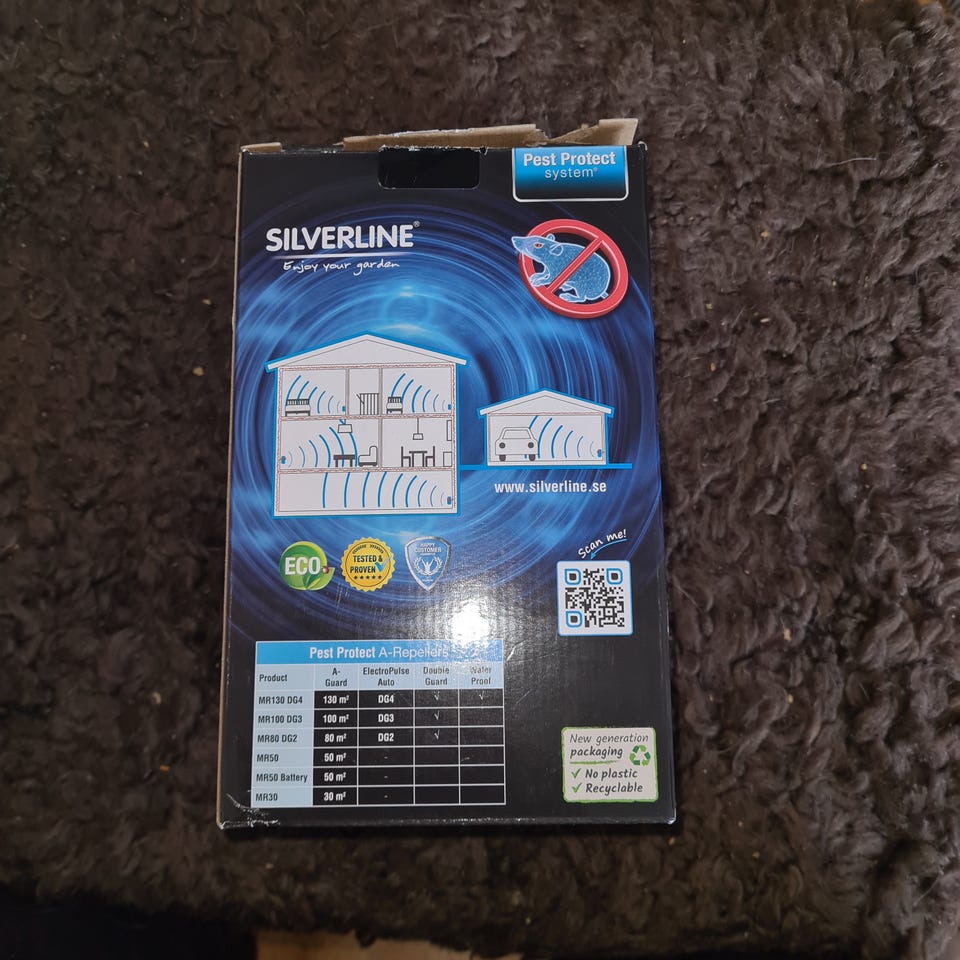 Pest Protect
system®
SILVERLINE®
Enjoy your garden
www.silverline.se
Scan me!
ECO
HAPPY
CUSTOMER
TESTED &
PROVEN
Pest Protect A-Repellers
Product A-Guard ElectroPulse Auto Double Guard Water Proof
MR130 DG4 130 m² DG4 √ √
MR100 DG3 100 m² DG3 √
MR80 DG2 80 m² DG2 √
MR50 50 m² -
MR50 Battery 50 m² -
MR30 30 m² -
New generation
packaging
✓ No plastic
✓ Recyclable